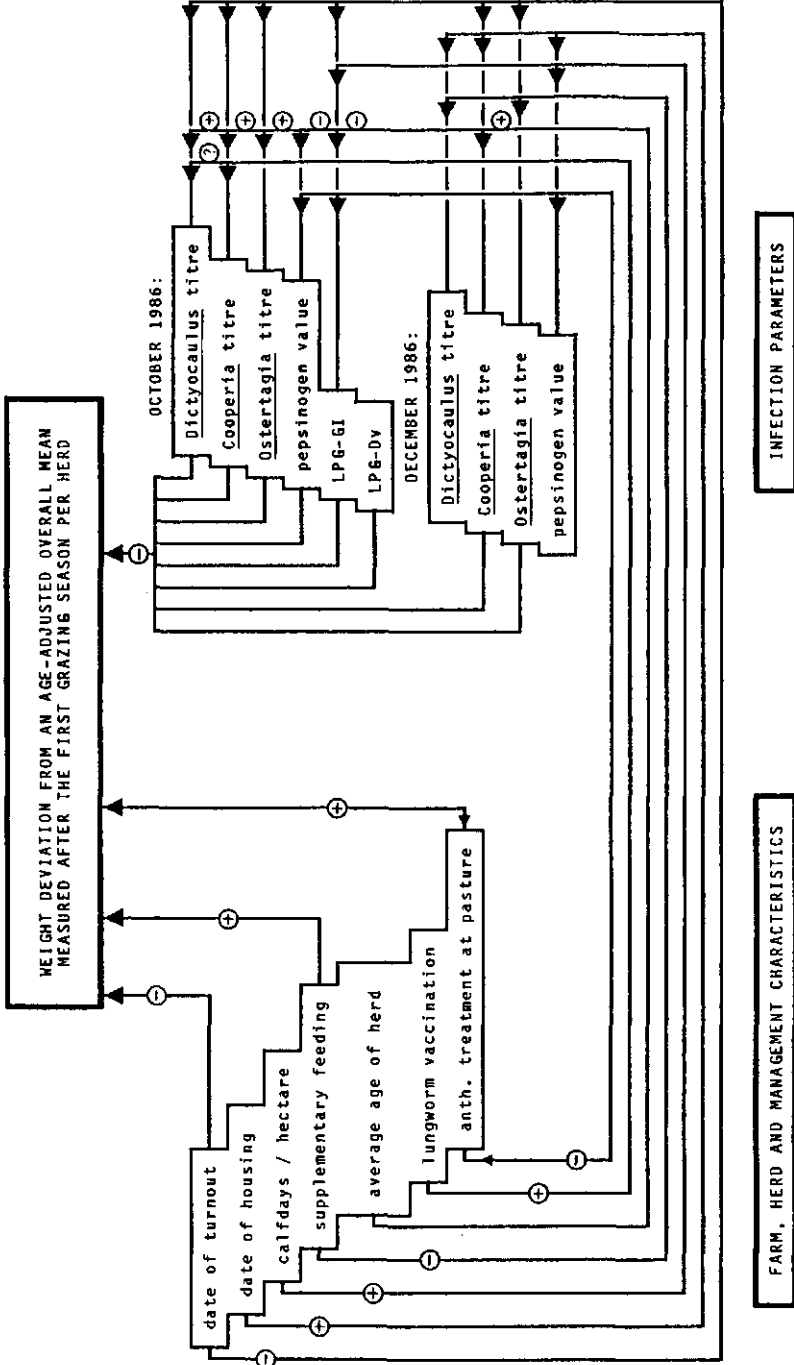 WEIGHT DEVIATION FROM AN AGE-ADJUSTED OVERALL MEAN
MEASURED AFTER THE FIRST GRAZING SEASON PER HERD
date of turnout
date of housing
calfdays / hectare
supplementary feeding
average age of herd
lungworm vaccination
anth. treatment at pasture
OCTOBER 1986:
Dictyocaulus titre
Cooperia titre
Ostertagia titre
pepsinogen value
LPG-GI
LPG-Dv
DECEMBER 1986:
Dictyocaulus titre
Cooperia titre
Ostertagia titre
pepsinogen value
-
+
+
-
-
+
+
-
+
-
?
+
+
+
-
-
+
FARM, HERD AND MANAGEMENT CHARACTERISTICS
INFECTION PARAMETERS